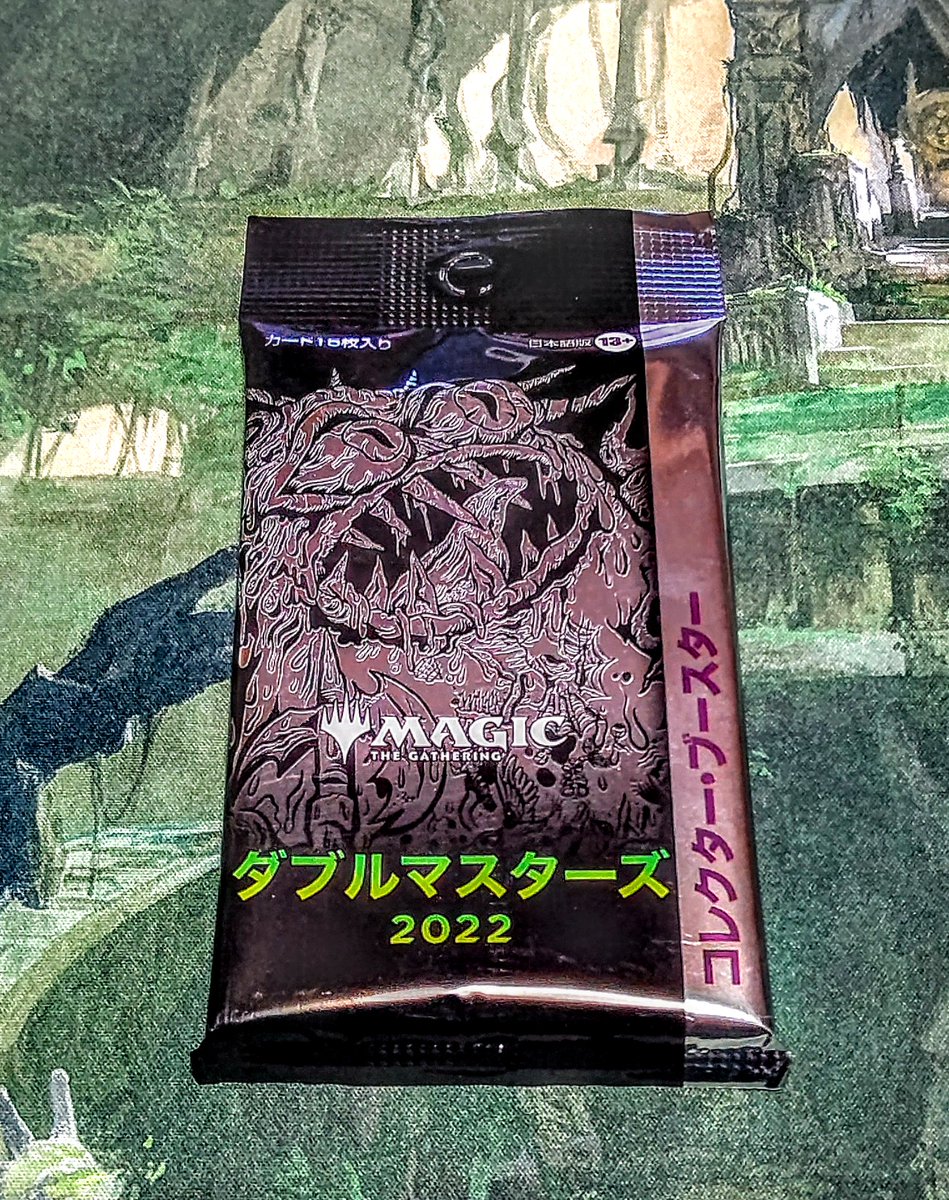 カード15枚入り
日本語版 13+
MAGIC
THE GATHERING
ダブルマスターズ
2022
コレクター・ブースター